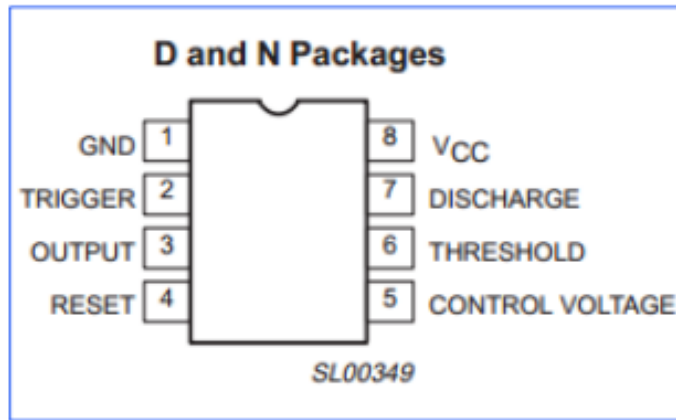 D and N Packages
GND 1 8 VCC
TRIGGER 2 7 DISCHARGE
OUTPUT 3 6 THRESHOLD
RESET 4 5 CONTROL VOLTAGE
SL00349